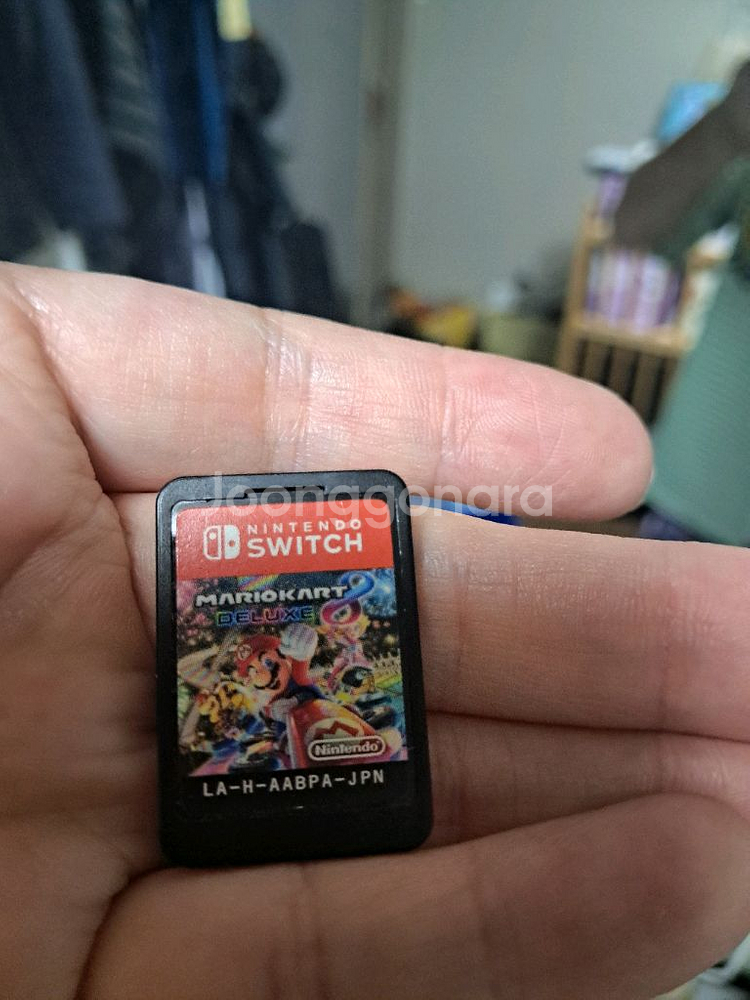 Joonggonara
NINTENDO
SWITCH
MARIOKART 8
DELUXE
Nintendo
LA-H-AABPA-JPN